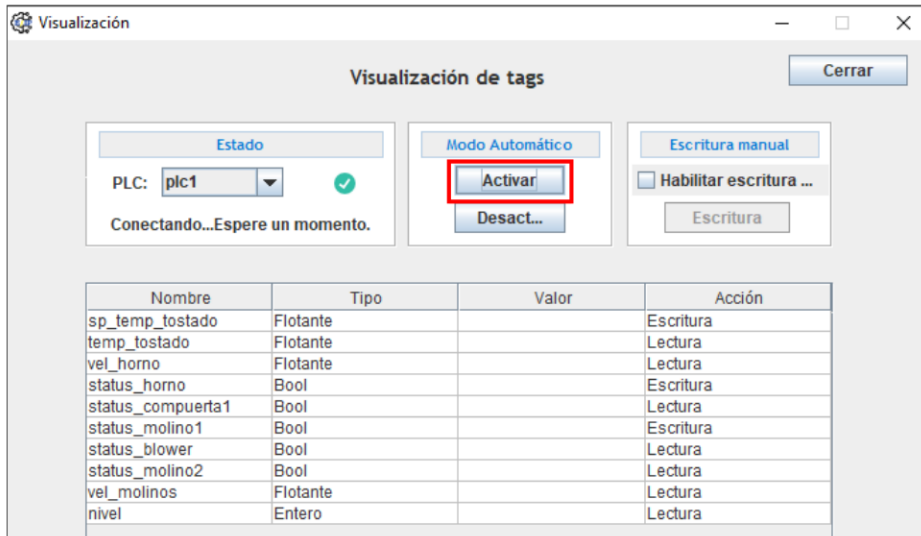 Visualización
Visualización de tags
Cerrar
Estado
Modo Automático
Escritura manual
PLC: plc1
Activar
Habilitar escritura ...
Conectando...Espere un momento.
Desact...
Escritura
Nombre Tipo Valor Acción
sp_temp_tostado Flotante Escritura
temp_tostado Flotante Lectura
vel_horno Flotante Lectura
status_horno Bool Escritura
status_compuerta1 Bool Lectura
status_molino1 Bool Escritura
status_blower Bool Lectura
status_molino2 Bool Lectura
vel_molinos Flotante Lectura
nivel Entero Lectura